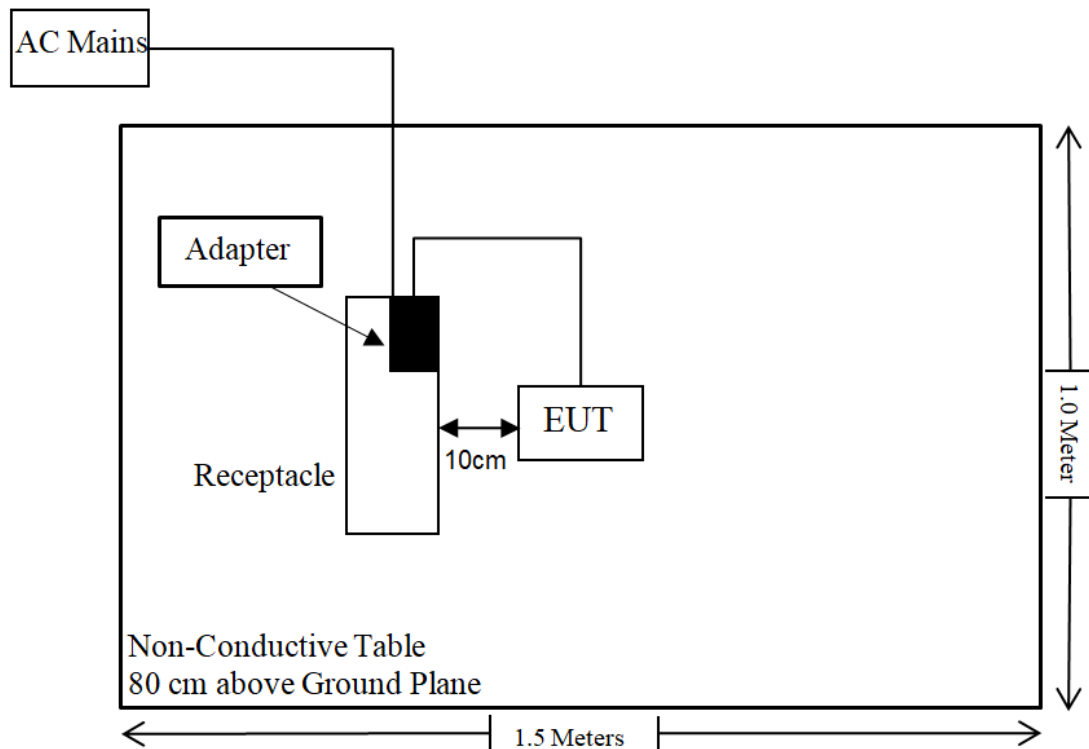 AC Mains
Adapter
EUT
10cm
Receptacle
1.0 Meter
Non-Conductive Table
80 cm above Ground Plane
1.5 Meters